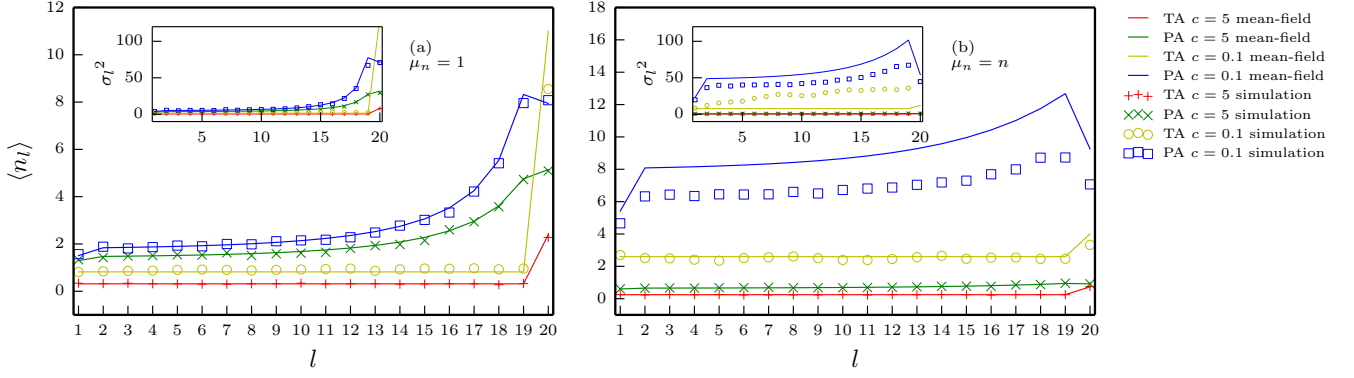 12
10
8
6
4
2
0
⟨n_l⟩
1 2 3 4 5 6 7 8 9 10 11 12 13 14 15 16 17 18 19 20
l
100
50
0
σ_l²
5 10 15 20
(a)
μ_n = 1
18
16
14
12
10
8
6
4
2
0
1 2 3 4 5 6 7 8 9 10 11 12 13 14 15 16 17 18 19 20
l
100
50
0
σ_l²
5 10 15 20
(b)
μ_n = n
TA c = 5 mean-field
PA c = 5 mean-field
TA c = 0.1 mean-field
PA c = 0.1 mean-field
TA c = 5 simulation
PA c = 5 simulation
TA c = 0.1 simulation
PA c = 0.1 simulation